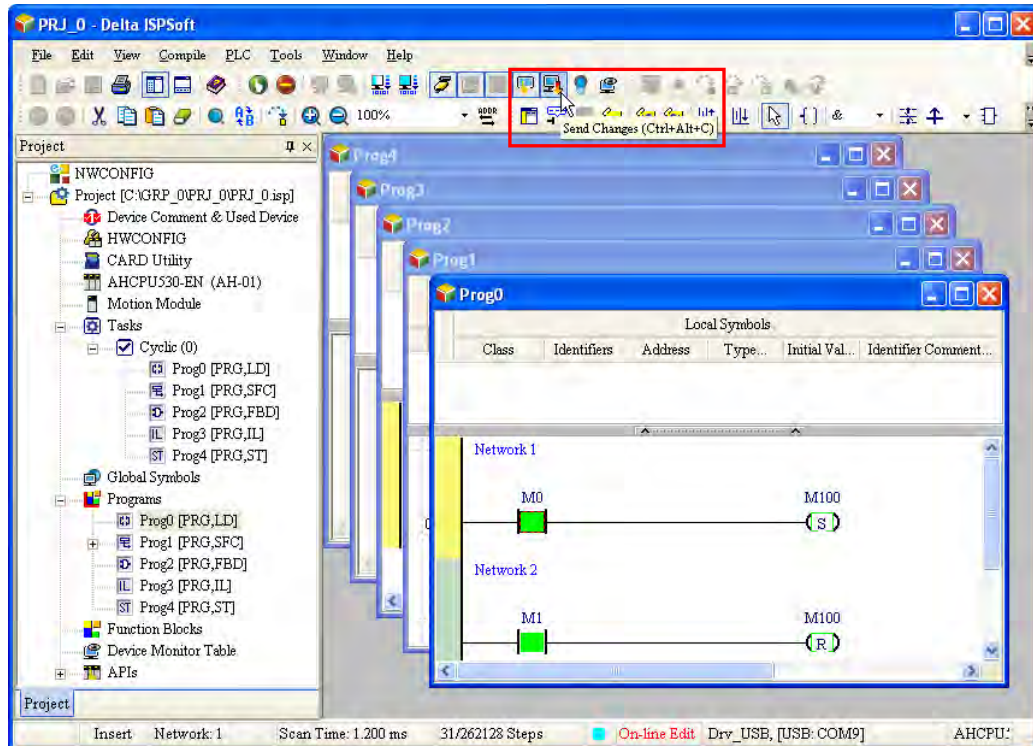 PRJ_0 - Delta ISPSoft
File Edit View Compile PLC Tools Window Help
100%
ADDR
&
Send Changes (Ctrl+Alt+C)
Project
NWCONFIG
Project [C:\GRP_0\PRJ_0\PRJ_0.isp]
Device Comment & Used Device
HWCONFIG
CARD Utility
AHCPU530-EN (AH-01)
Motion Module
Tasks
Cyclic (0)
Prog0 [PRG,LD]
Prog1 [PRG,SFC]
Prog2 [PRG,FBD]
Prog3 [PRG,IL]
Prog4 [PRG,ST]
Global Symbols
Programs
Prog0 [PRG,LD]
Prog1 [PRG,SFC]
Prog2 [PRG,FBD]
Prog3 [PRG,IL]
Prog4 [PRG,ST]
Function Blocks
Device Monitor Table
APIs
Project
Prog4
Prog3
Prog2
Prog1
Prog0
Local Symbols
Class Identifiers Address Type... Initial Val... Identifier Comment...
Network 1
M0 M100
S
Network 2
M1 M100
R
Insert Network: 1 Scan Time: 1.200 ms 31/262128 Steps On-line Edit Drv_USB, [USB: COM9]